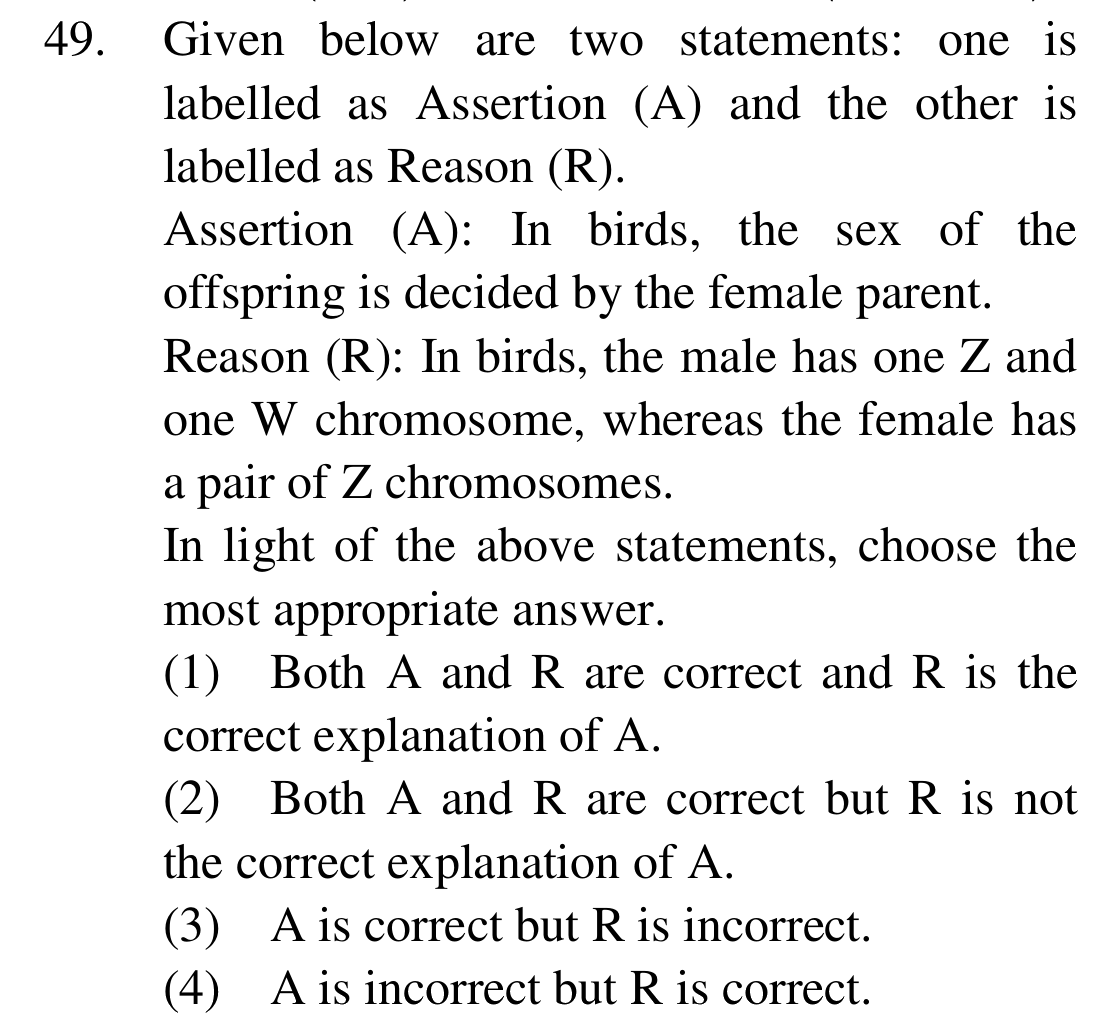 49. Given below are two statements: one is
labelled as Assertion (A) and the other is
labelled as Reason (R).
Assertion (A): In birds, the sex of the
offspring is decided by the female parent.
Reason (R): In birds, the male has one Z and
one W chromosome, whereas the female has
a pair of Z chromosomes.
In light of the above statements, choose the
most appropriate answer.
(1) Both A and R are correct and R is the
correct explanation of A.
(2) Both A and R are correct but R is not
the correct explanation of A.
(3) A is correct but R is incorrect.
(4) A is incorrect but R is correct.